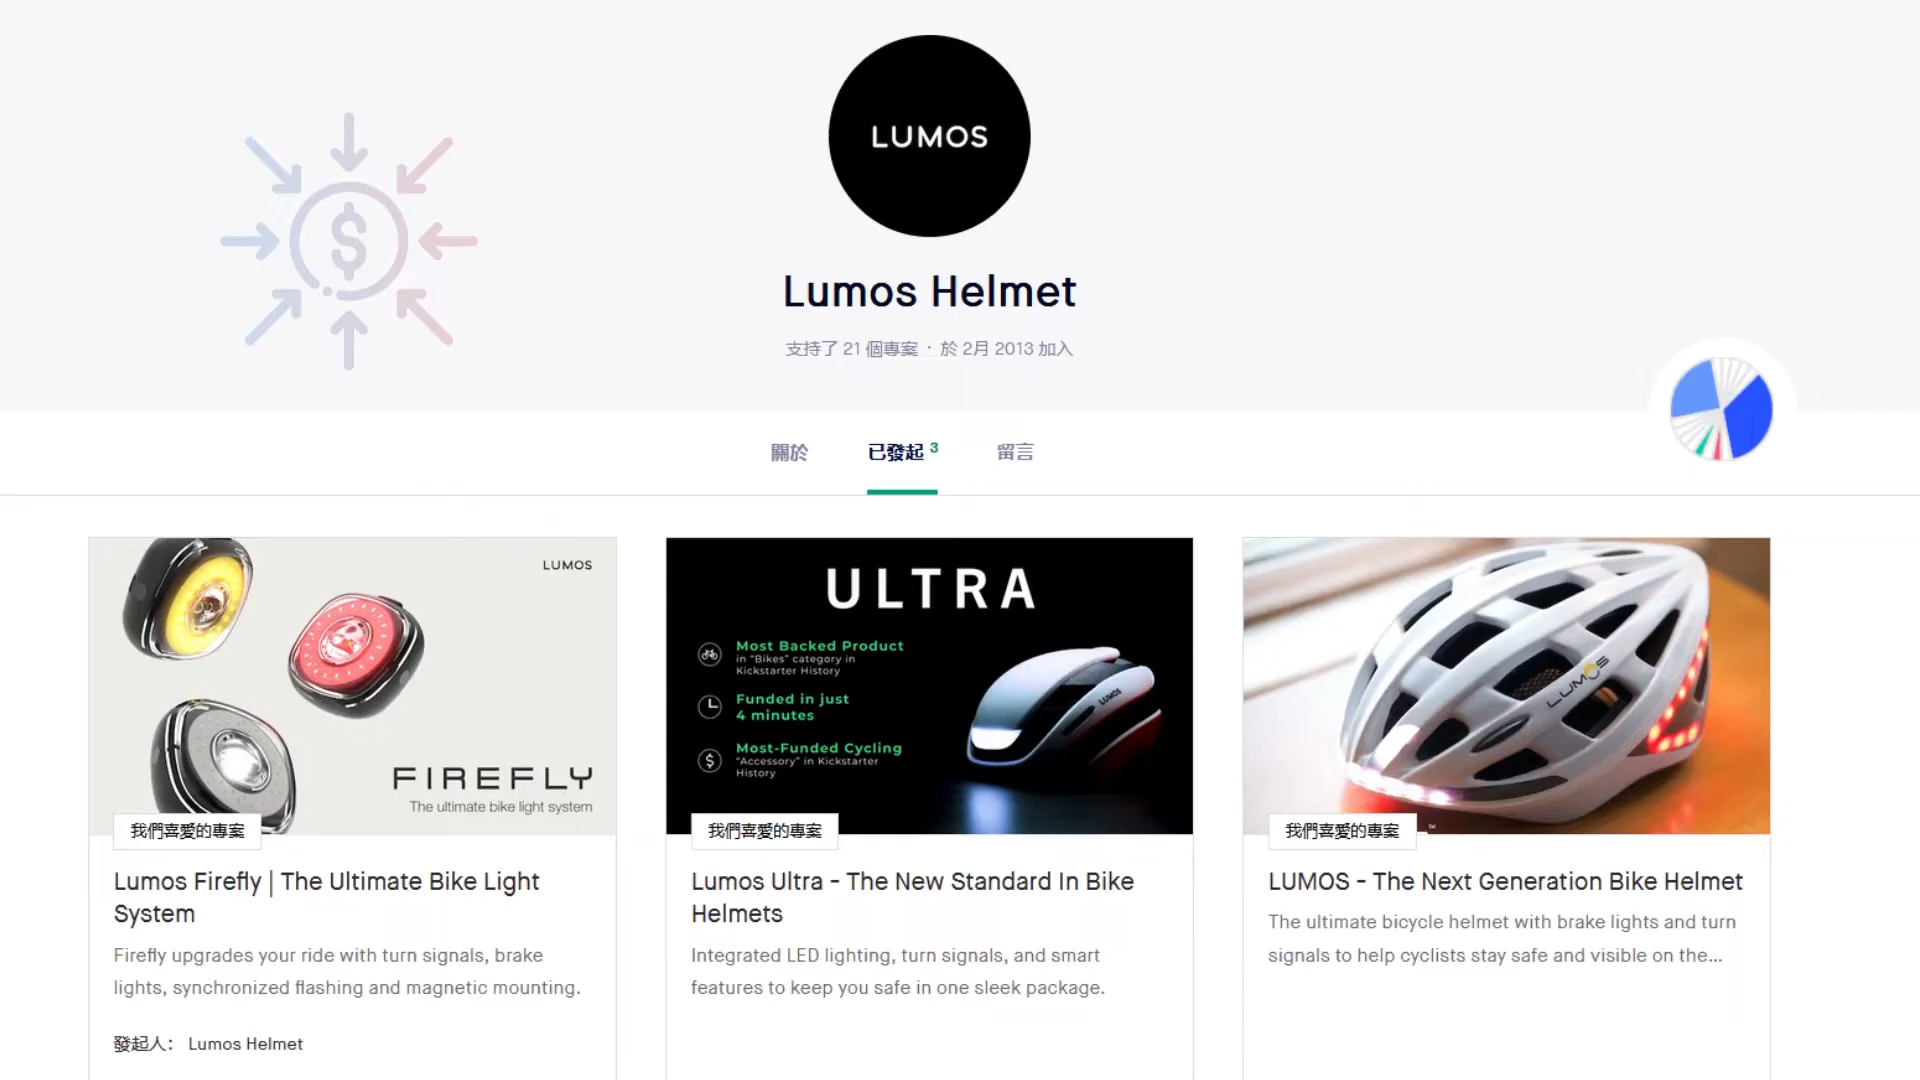 LUMOS
Lumos Helmet
支持了 21 個專案 · 於 2月 2013 加入
關於
已發起 3
留言
LUMOS
FIREFLY
The ultimate bike light system
我們喜愛的專案
Lumos Firefly | The Ultimate Bike Light
System
Firefly upgrades your ride with turn signals, brake
lights, synchronized flashing and magnetic mounting.
發起人： Lumos Helmet
ULTRA
Most Backed Product
in "Bikes" category in
Kickstarter History
Funded in just
4 minutes
$
Most-Funded Cycling
"Accessory" in Kickstarter
History
LUMOS
我們喜愛的專案
Lumos Ultra - The New Standard In Bike
Helmets
Integrated LED lighting, turn signals, and smart
features to keep you safe in one sleek package.
LUMOS
我們喜愛的專案
LUMOS - The Next Generation Bike Helmet
The ultimate bicycle helmet with brake lights and turn
signals to help cyclists stay safe and visible on the...